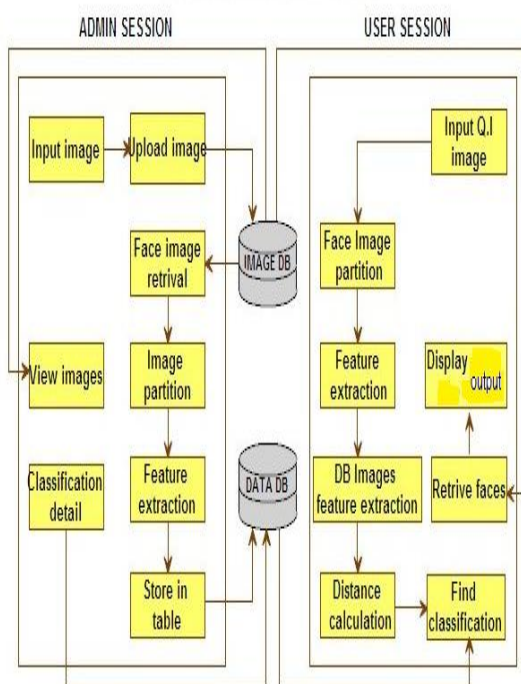 ADMIN SESSION
USER SESSION
Input image
Upload image
Input Q.I
image
Face image
retrival
IMAGE DB
Face Image
partition
View images
Image
partition
Feature
extraction
Display
output
Classification
detail
Feature
extraction
DATA DB
DB Images
feature extraction
Retrive faces
Store in
table
Distance
calculation
Find
classification